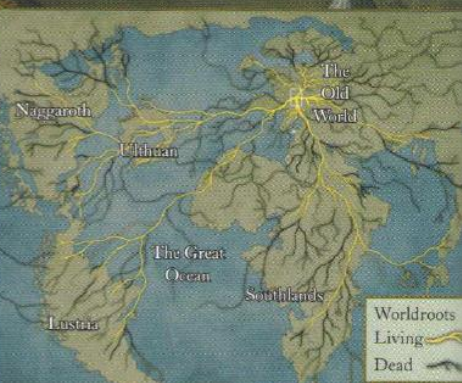 The
Old
World
Naggaroth
Ulthuan
The Great
Ocean
Southlands
Lustria
Worldroots
Living
Dead